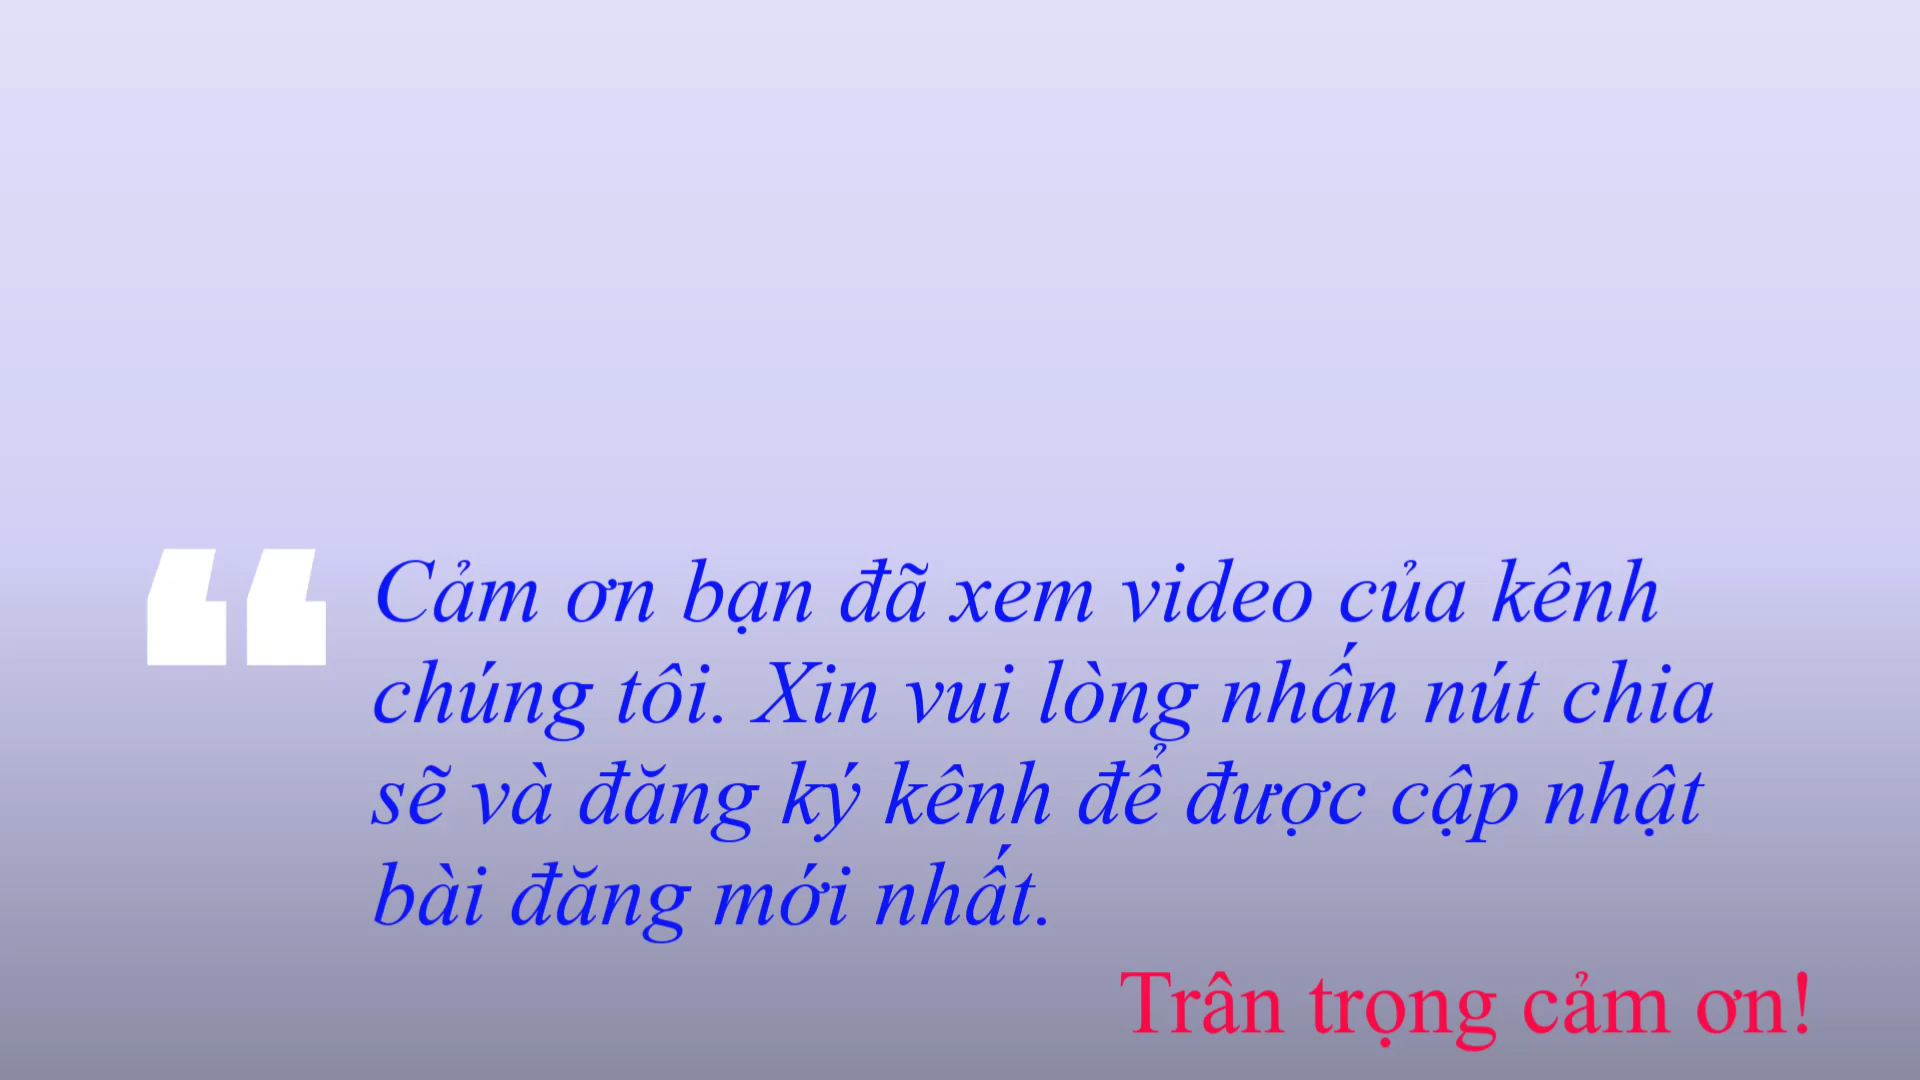 “ Cảm ơn bạn đã xem video của kênh
chúng tôi. Xin vui lòng nhấn nút chia
sẽ và đăng ký kênh để được cập nhật
bài đăng mới nhất.
Trân trọng cảm ơn!